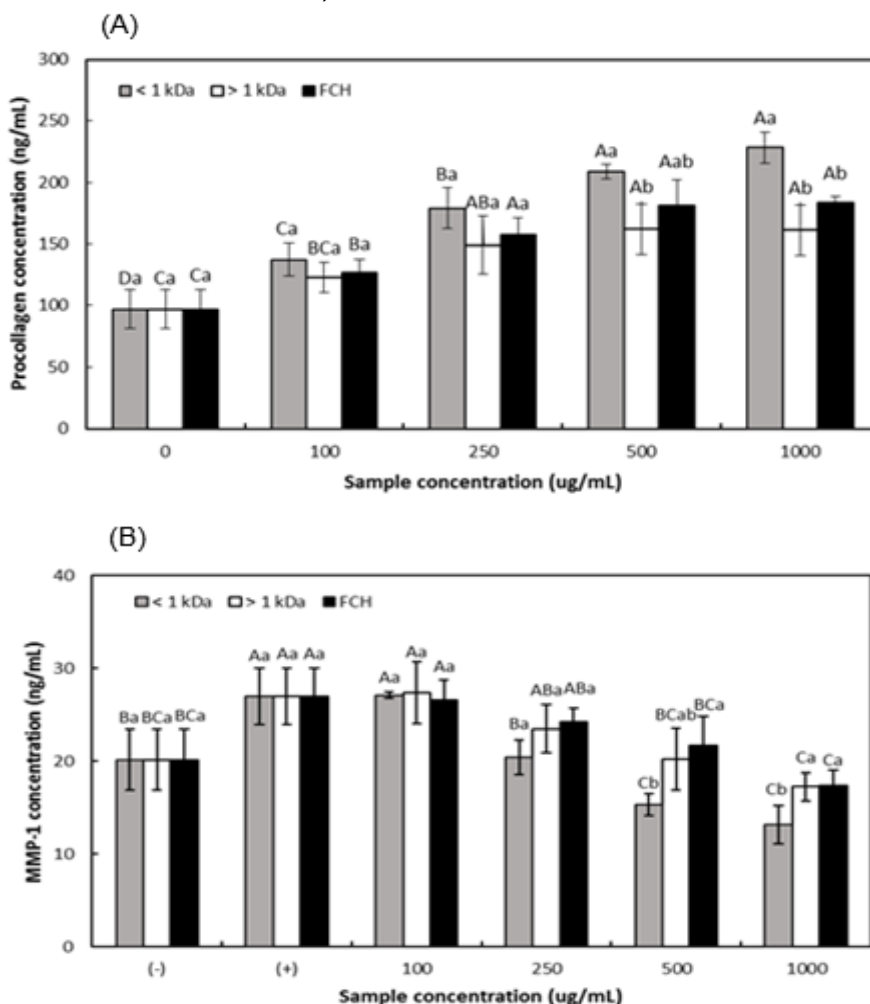 (A)
300
250
200
150
100
50
0
Procollagen concentration (ng/mL)
< 1 kDa > 1 kDa FCH
Da Ca Ca
Ca BCa Ba
Ba ABa Aa
Aa Ab Aab
Aa Ab Ab
0 100 250 500 1000
Sample concentration (ug/mL)
(B)
40
30
20
10
0
MMP-1 concentration (ng/mL)
< 1 kDa > 1 kDa FCH
Ba BCa BCa
Aa Aa Aa
Aa Aa Aa
Ba ABa ABa
Cb BCab BCa
Cb Ca Ca
(-) (+) 100 250 500 1000
Sample concentration (ug/mL)